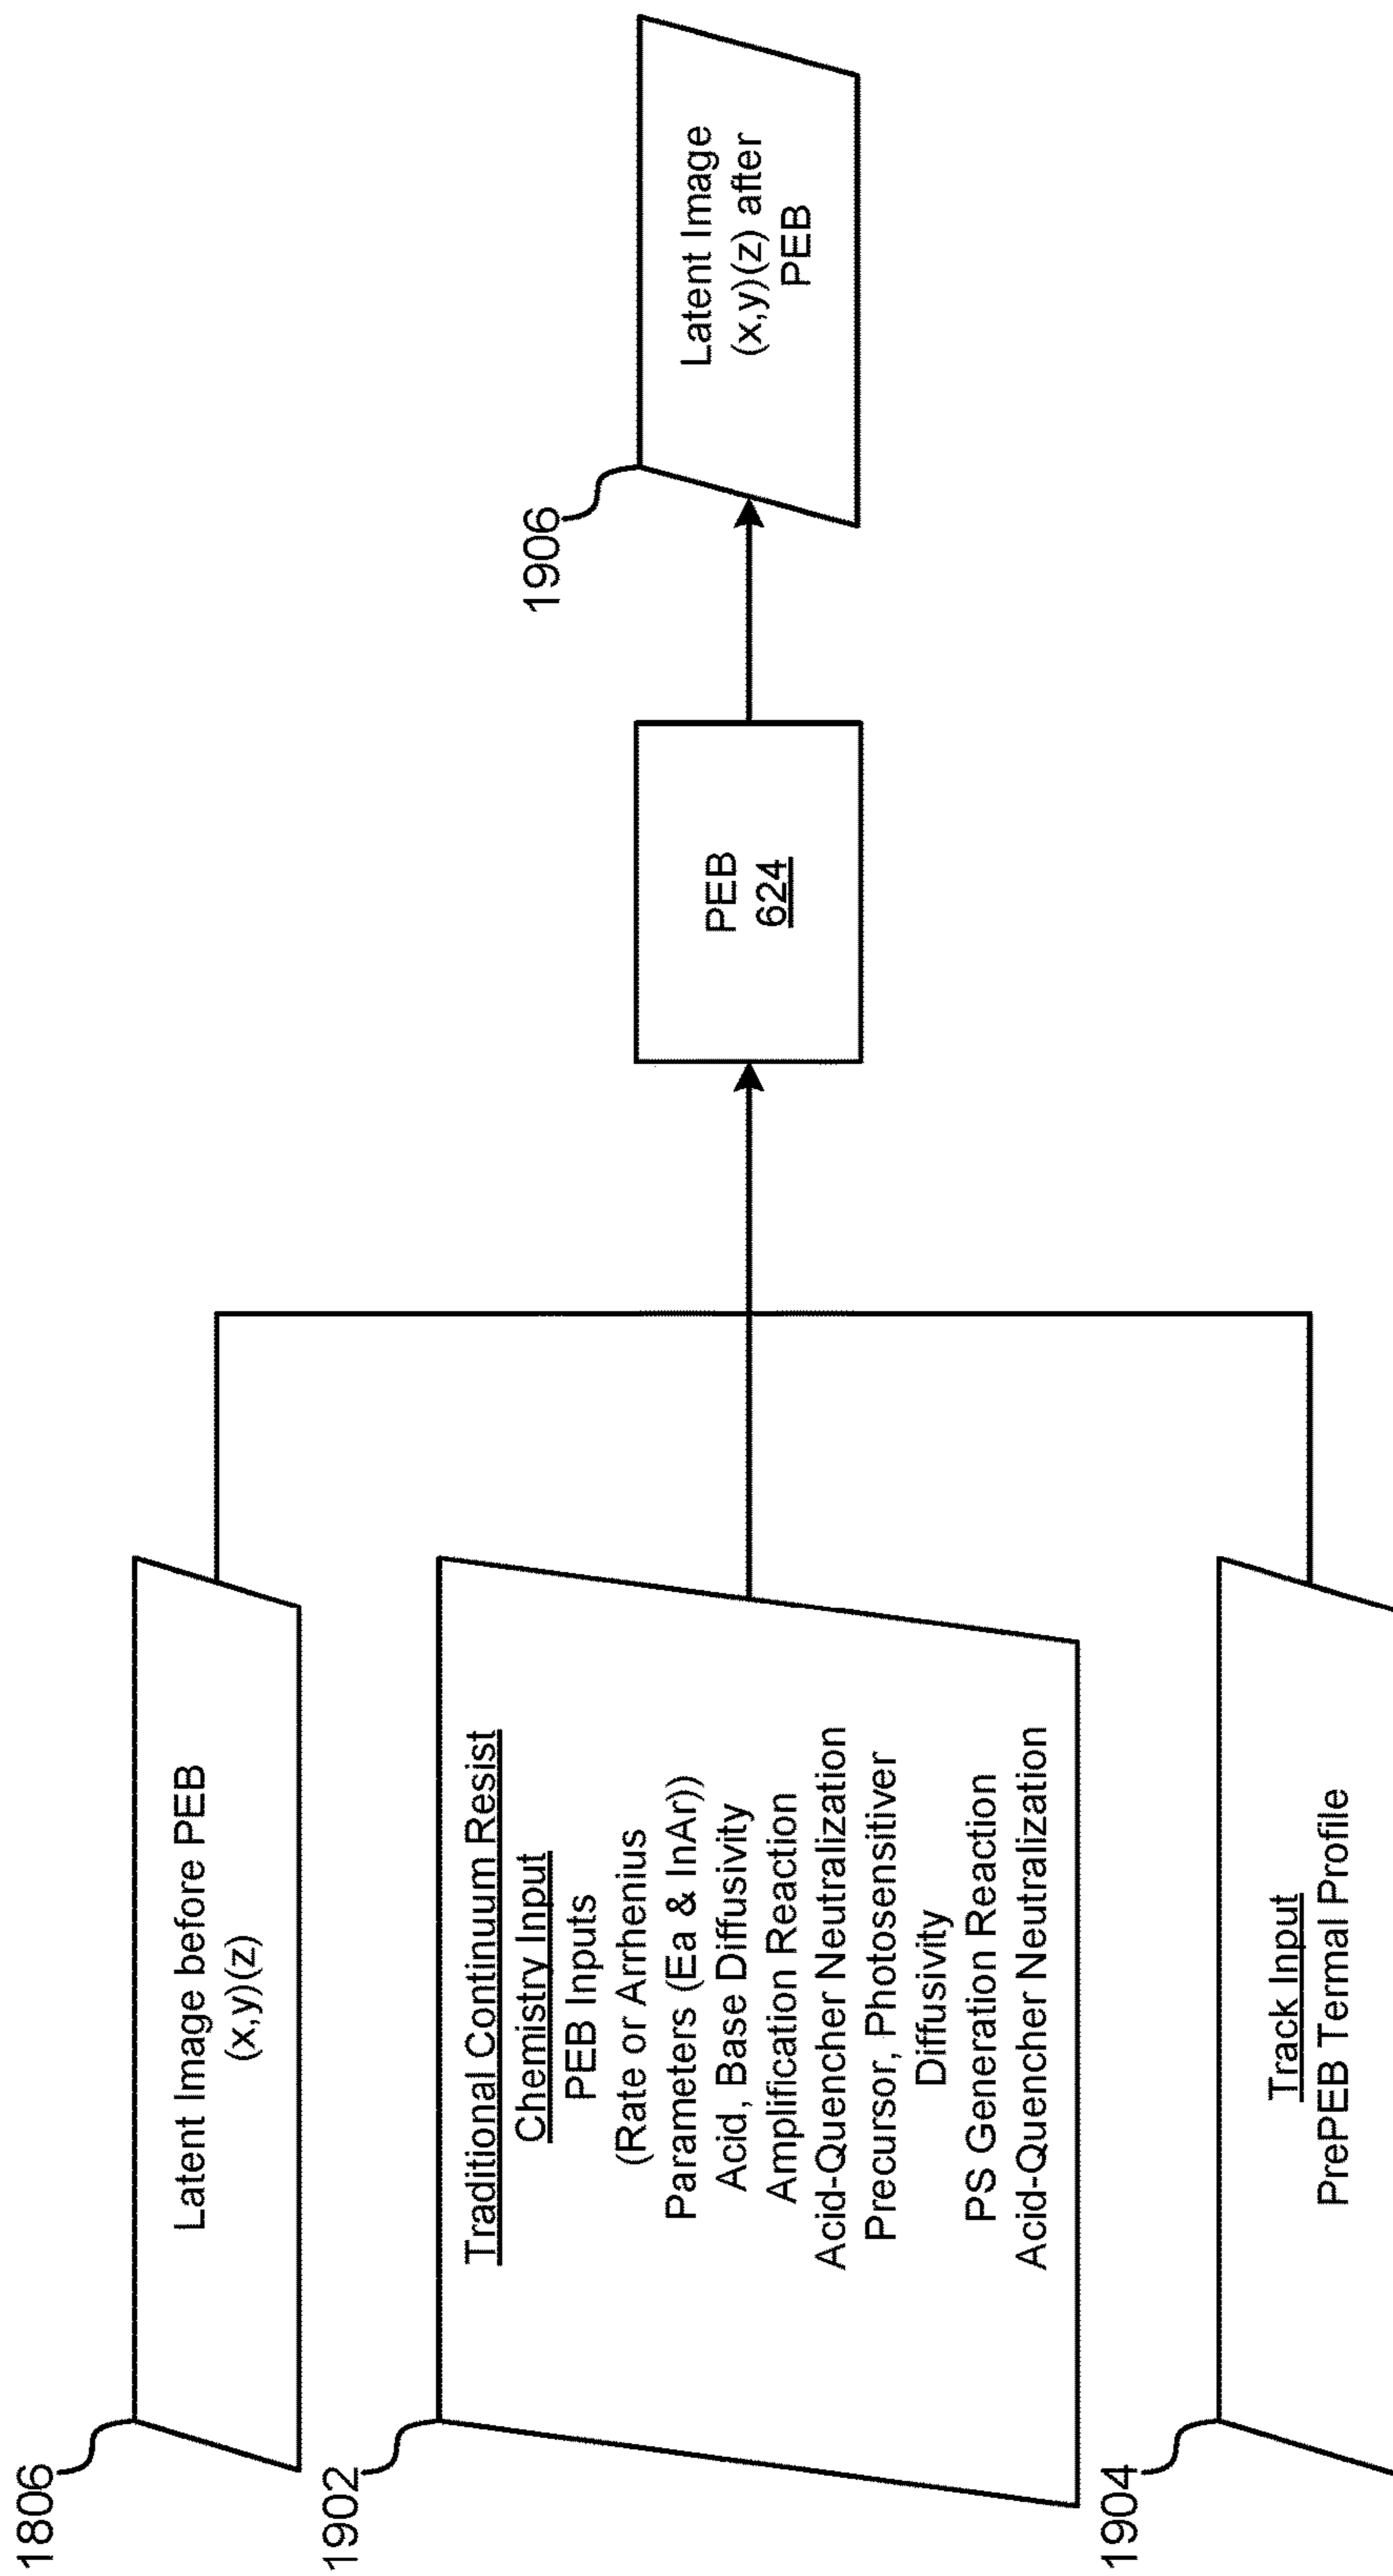 1806
Latent Image before PEB
(x,y)(z)
1902
Traditional Continuum Resist
Chemistry Input
PEB Inputs
(Rate or Arrhenius
Parameters (Ea & lnAr))
Acid, Base Diffusivity
Amplification Reaction
Acid-Quencher Neutralization
Precursor, Photosensitiver
Diffusivity
PS Generation Reaction
Acid-Quencher Neutralization
1904
Track Input
PrePEB Termal Profile
PEB
624
1906
Latent Image
(x,y)(z) after
PEB